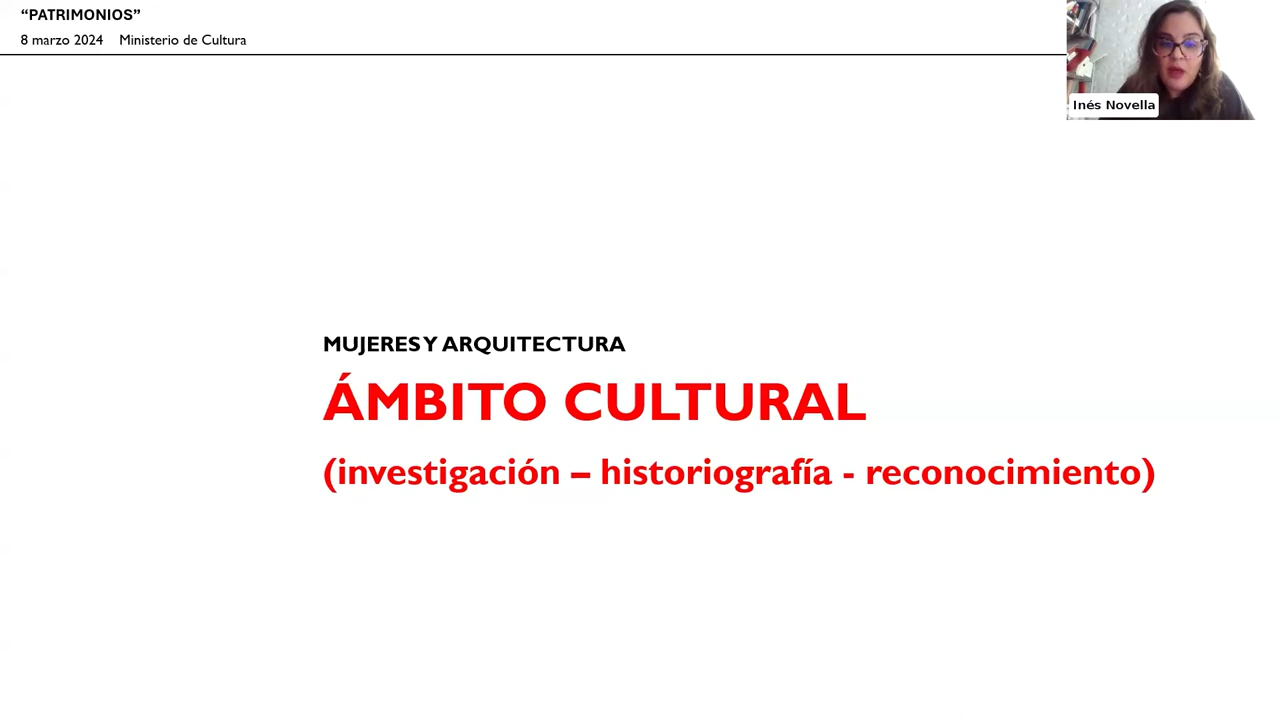 “PATRIMONIOS”
8 marzo 2024 Ministerio de Cultura
Inés Novella
MUJERES Y ARQUITECTURA
ÁMBITO CULTURAL
(investigación – historiografía - reconocimiento)